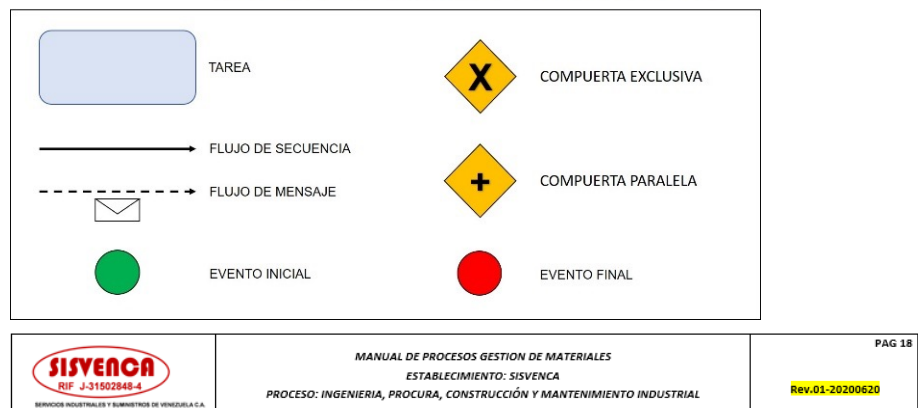 TAREA
X
COMPUERTA EXCLUSIVA
FLUJO DE SECUENCIA
FLUJO DE MENSAJE
+
COMPUERTA PARALELA
EVENTO INICIAL
EVENTO FINAL
SISVENCA
RIF J-31502848-4
SERVICIOS INDUSTRIALES Y SUMINISTROS DE VENEZUELA C.A.
MANUAL DE PROCESOS GESTION DE MATERIALES
ESTABLECIMIENTO: SISVENCA
PROCESO: INGENIERIA, PROCURA, CONSTRUCCIÓN Y MANTENIMIENTO INDUSTRIAL
PAG 18
Rev.01-20200620